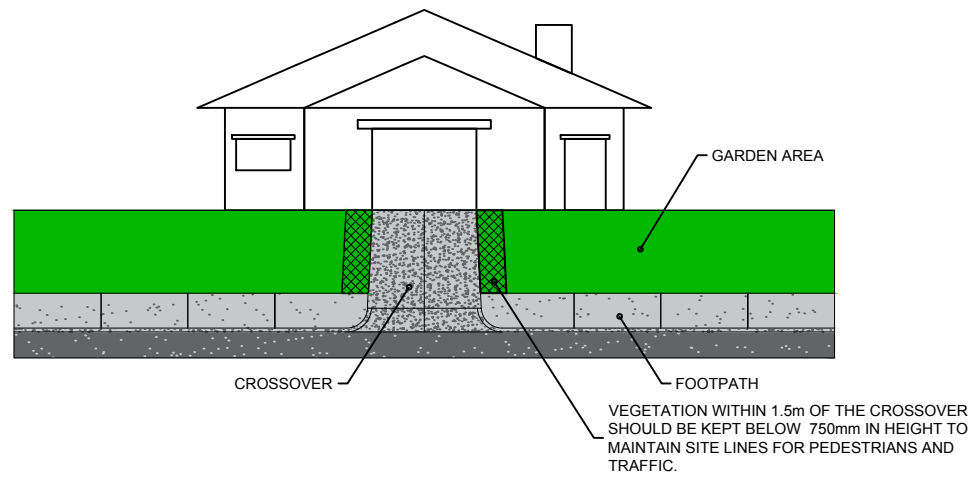 GARDEN AREA
CROSSOVER
FOOTPATH
VEGETATION WITHIN 1.5m OF THE CROSSOVER
SHOULD BE KEPT BELOW 750mm IN HEIGHT TO
MAINTAIN SITE LINES FOR PEDESTRIANS AND
TRAFFIC.